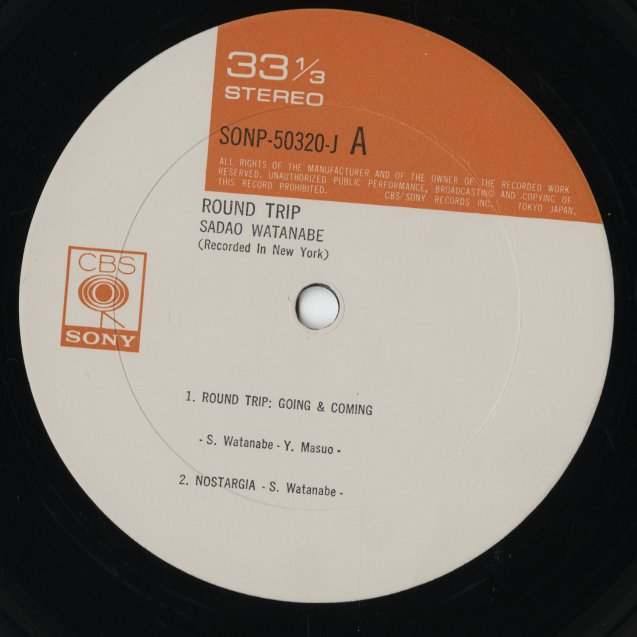 33 1/3
STEREO
SONP-50320-J A
ALL RIGHTS OF THE MANUFACTURER AND OF THE OWNER OF THE RECORDED WORK
RESERVED. UNAUTHORIZED PUBLIC PERFORMANCE, BROADCASTING AND COPYING OF
THIS RECORD PROHIBITED. CBS/SONY RECORDS INC. TOKYO JAPAN.
ROUND TRIP
SADAO WATANABE
(Recorded In New York)
CBS
SONY
1. ROUND TRIP: GOING & COMING
- S. Watanabe - Y. Masuo -
2. NOSTARGIA - S. Watanabe -